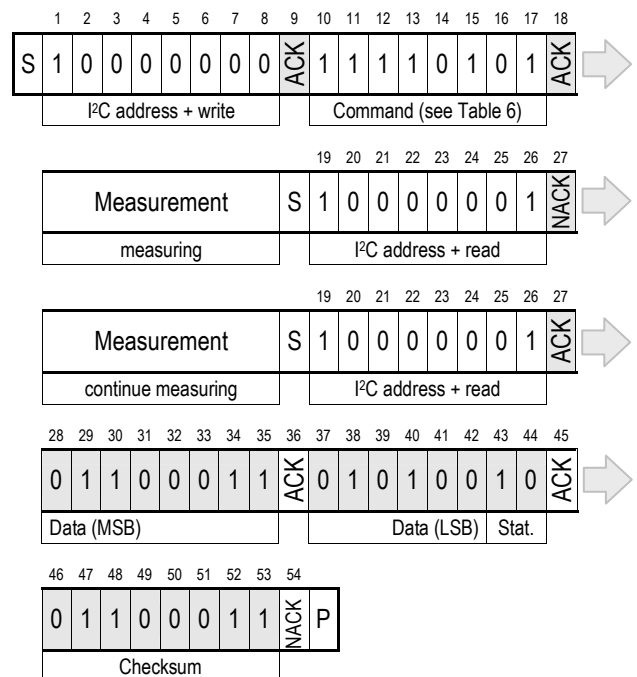 1 2 3 4 5 6 7 8 9 10 11 12 13 14 15 16 17 18
S 1 0 0 0 0 0 0 0 ACK 1 1 1 1 0 1 0 1 ACK
I²C address + write Command (see Table 6)
19 20 21 22 23 24 25 26 27
Measurement S 1 0 0 0 0 0 0 1 NACK
measuring I²C address + read
19 20 21 22 23 24 25 26 27
Measurement S 1 0 0 0 0 0 0 1 ACK
continue measuring I²C address + read
28 29 30 31 32 33 34 35 36 37 38 39 40 41 42 43 44 45
0 1 1 0 0 0 1 1 ACK 0 1 0 1 0 0 1 0 ACK
Data (MSB) Data (LSB) Stat.
46 47 48 49 50 51 52 53 54
0 1 1 0 0 0 1 1 NACK P
Checksum